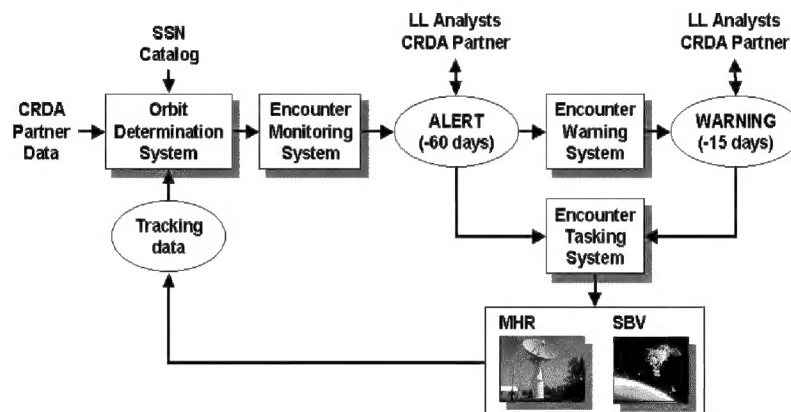 SSN
Catalog
LL Analysts
CRDA Partner
LL Analysts
CRDA Partner
CRDA
Partner
Data
Orbit
Determination
System
Encounter
Monitoring
System
ALERT
(-60 days)
Encounter
Warning
System
WARNING
(-15 days)
Tracking
data
Encounter
Tasking
System
MHR
SBV